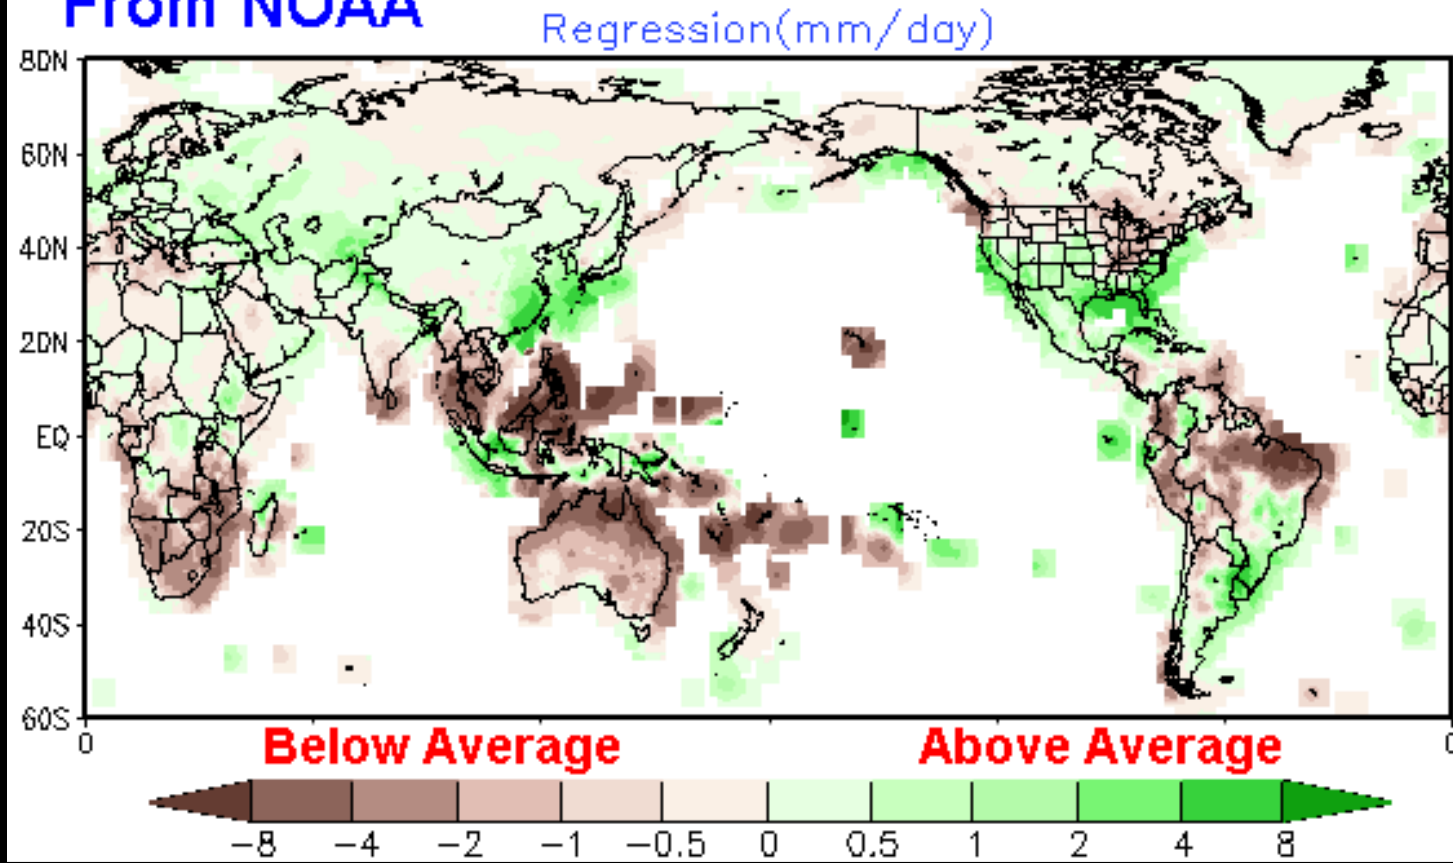 From NOAA
Regression(mm/day)
80N
60N
40N
20N
EQ
20S
40S
60S
0 0
Below Average Above Average
−8 −4 −2 −1 −0.5 0 0.5 1 2 4 8